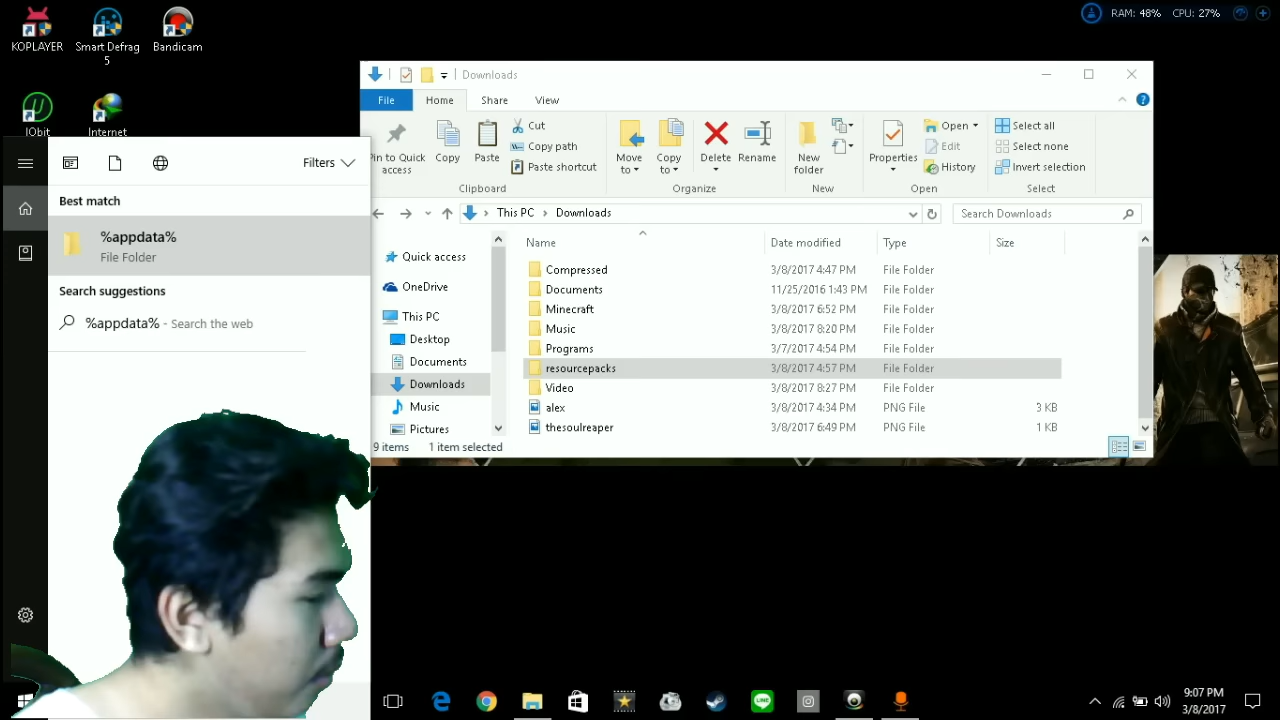 KOPLAYER
Smart Defrag 5
Bandicam
IObit
Internet
RAM: 48% CPU: 27%
Filters
Best match
%appdata%
File Folder
Search suggestions
%appdata% - Search the web
Downloads
File Home Share View
Pin to Quick access
Copy
Paste
Cut
Copy path
Paste shortcut
Clipboard
Move to
Copy to
Delete
Rename
Organize
New folder
New
Properties
Open
Edit
History
Open
Select all
Select none
Invert selection
Select
This PC > Downloads
Search Downloads
Quick access
OneDrive
This PC
Desktop
Documents
Downloads
Music
Pictures
Name Date modified Type Size
Compressed 3/8/2017 4:47 PM File Folder
Documents 11/25/2016 1:43 PM File Folder
Minecraft 3/8/2017 6:52 PM File Folder
Music 3/8/2017 8:20 PM File Folder
Programs 3/7/2017 4:54 PM File Folder
resourcepacks 3/8/2017 4:57 PM File Folder
Video 3/8/2017 8:27 PM File Folder
alex 3/8/2017 4:34 PM PNG File 3 KB
thesoulreaper 3/8/2017 6:49 PM PNG File 1 KB
9 items 1 item selected
LINE
9:07 PM
3/8/2017